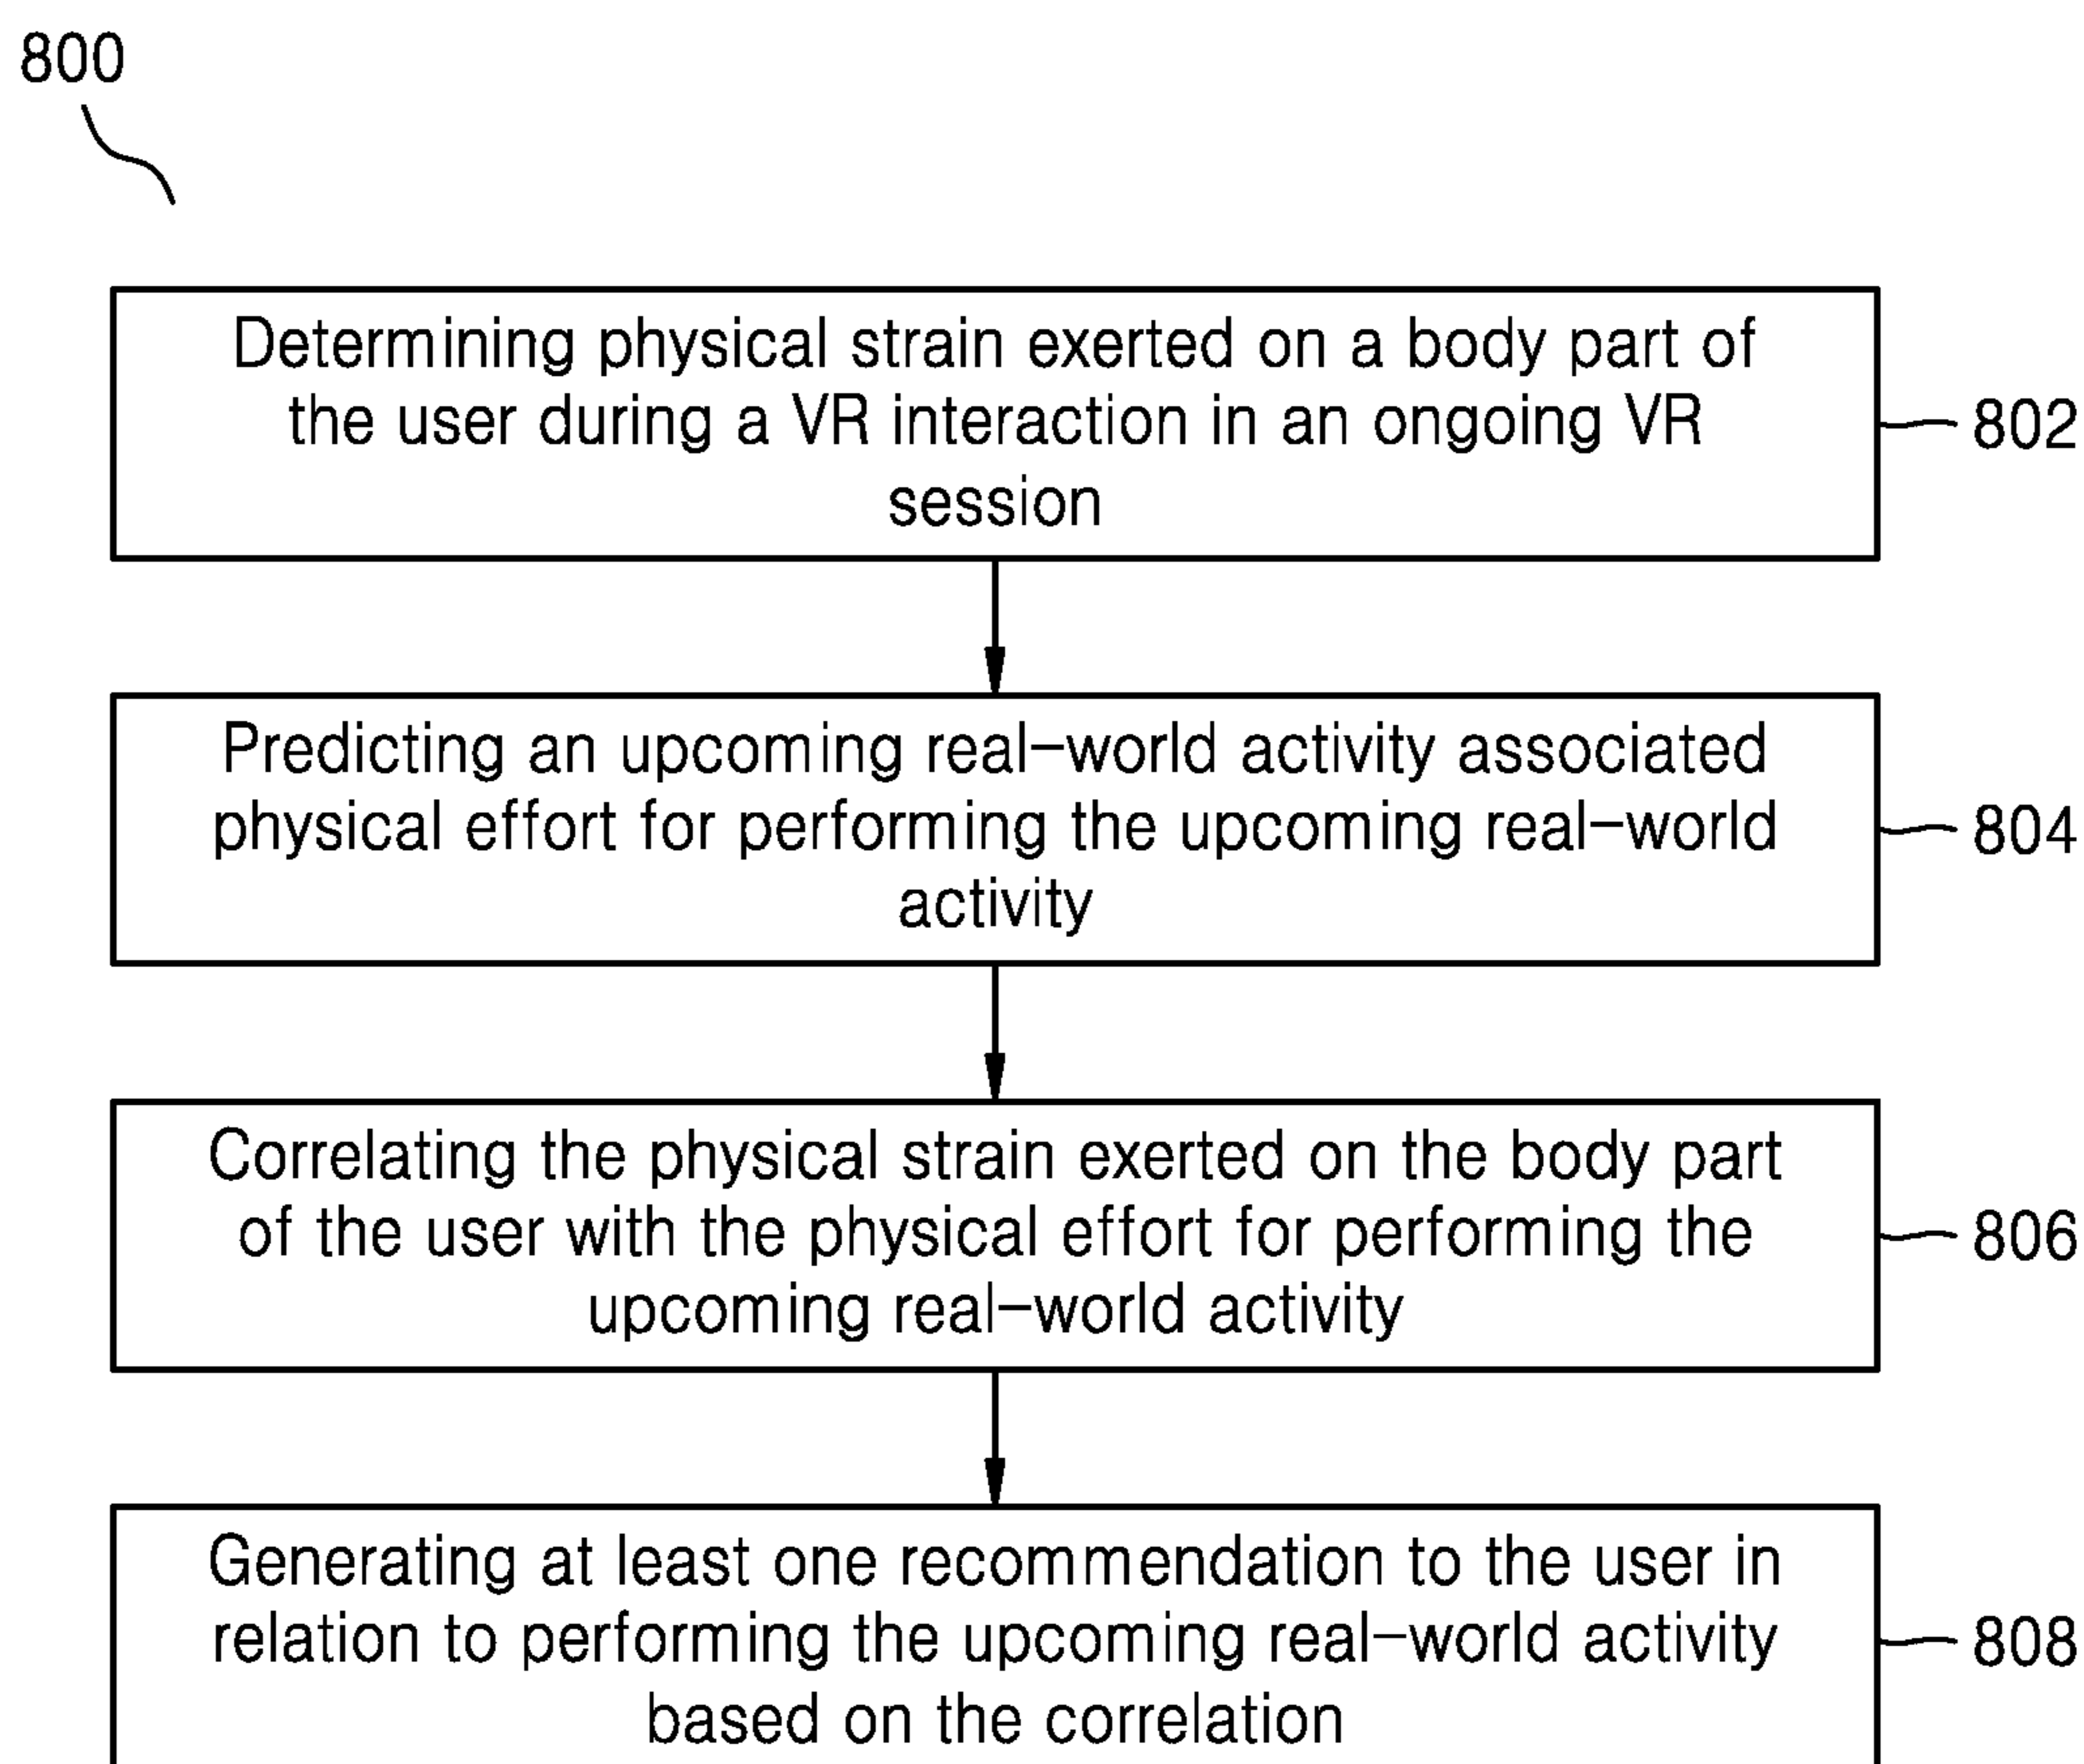 800
Determining physical strain exerted on a body part of
the user during a VR interaction in an ongoing VR
session
802
Predicting an upcoming real-world activity associated
physical effort for performing the upcoming real-world
activity
804
Correlating the physical strain exerted on the body part
of the user with the physical effort for performing the
upcoming real-world activity
806
Generating at least one recommendation to the user in
relation to performing the upcoming real-world activity
based on the correlation
808